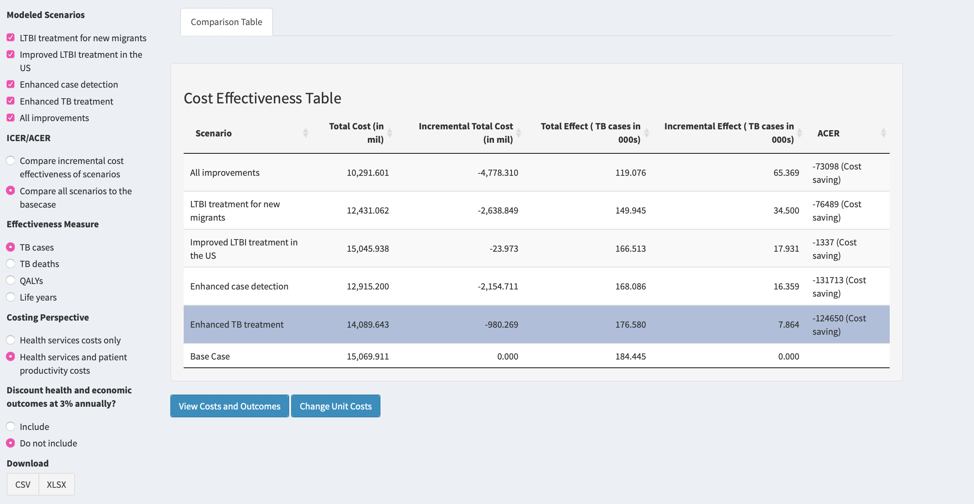 Modeled Scenarios
LTBI treatment for new migrants
Improved LTBI treatment in the
US
Enhanced case detection
Enhanced TB treatment
All improvements
ICER/ACER
Compare incremental cost
effectiveness of scenarios
Compare all scenarios to the
basecase
Effectiveness Measure
TB cases
TB deaths
QALYs
Life years
Costing Perspective
Health services costs only
Health services and patient
productivity costs
Discount health and economic
outcomes at 3% annually?
Include
Do not include
Download
CSV XLSX
Comparison Table
Cost Effectiveness Table
Scenario Total Cost (in Incremental Total Cost Total Effect ( TB cases in Incremental Effect ( TB cases in ACER
mil) (in mil) 000s) 000s)
All improvements 10,291.601 -4,778.310 119.076 65.369 -73098 (Cost
saving)
LTBI treatment for new 12,431.062 -2,638.849 149.945 34.500 -76489 (Cost
migrants saving)
Improved LTBI treatment in 15,045.938 -23.973 166.513 17.931 -1337 (Cost
the US saving)
Enhanced case detection 12,915.200 -2,154.711 168.086 16.359 -131713 (Cost
saving)
Enhanced TB treatment 14,089.643 -980.269 176.580 7.864 -124650 (Cost
saving)
Base Case 15,069.911 0.000 184.445 0.000
View Costs and Outcomes Change Unit Costs